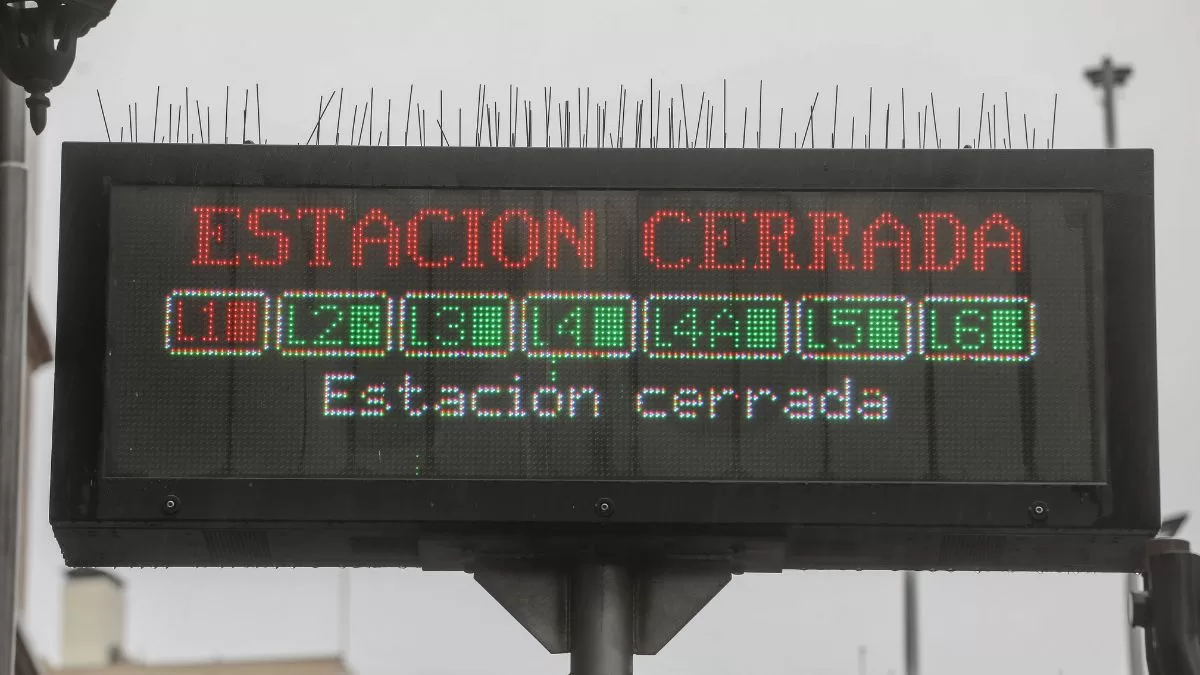 ESTACION CERRADA
L1 L2 L3 L4 L4A L5 L6
Estación cerrada